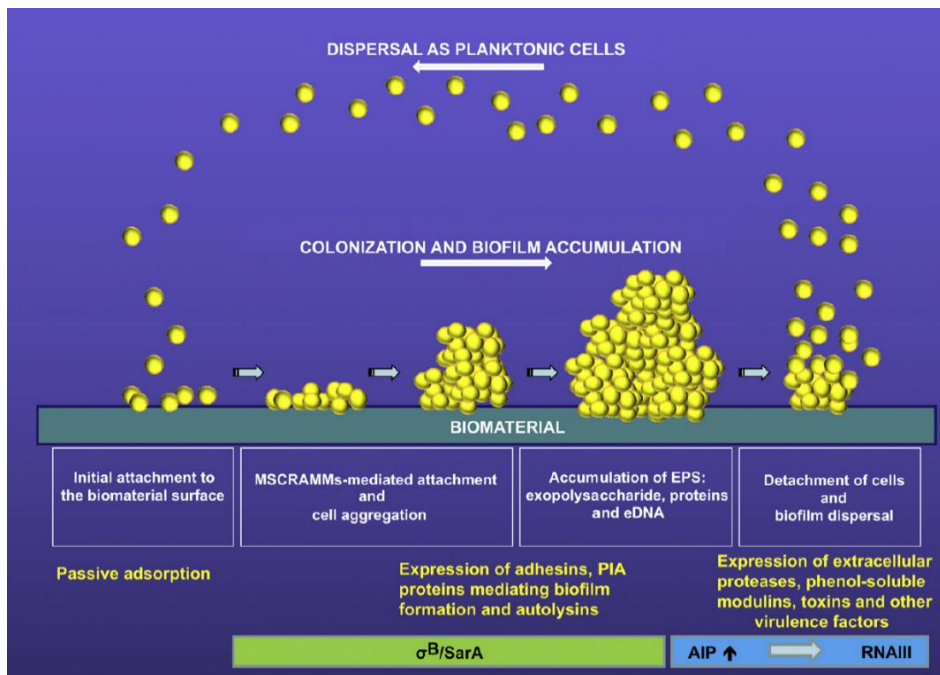 DISPERSAL AS PLANKTONIC CELLS
COLONIZATION AND BIOFILM ACCUMULATION
BIOMATERIAL
Initial attachment to
the biomaterial surface
MSCRAMMs-mediated attachment
and
cell aggregation
Accumulation of EPS:
exopolysaccharide, proteins
and eDNA
Detachment of cells
and
biofilm dispersal
Passive adsorption
Expression of adhesins, PIA
proteins mediating biofilm
formation and autolysins
Expression of extracellular
proteases, phenol-soluble
modulins, toxins and other
virulence factors
σB/SarA
AIP RNAIII